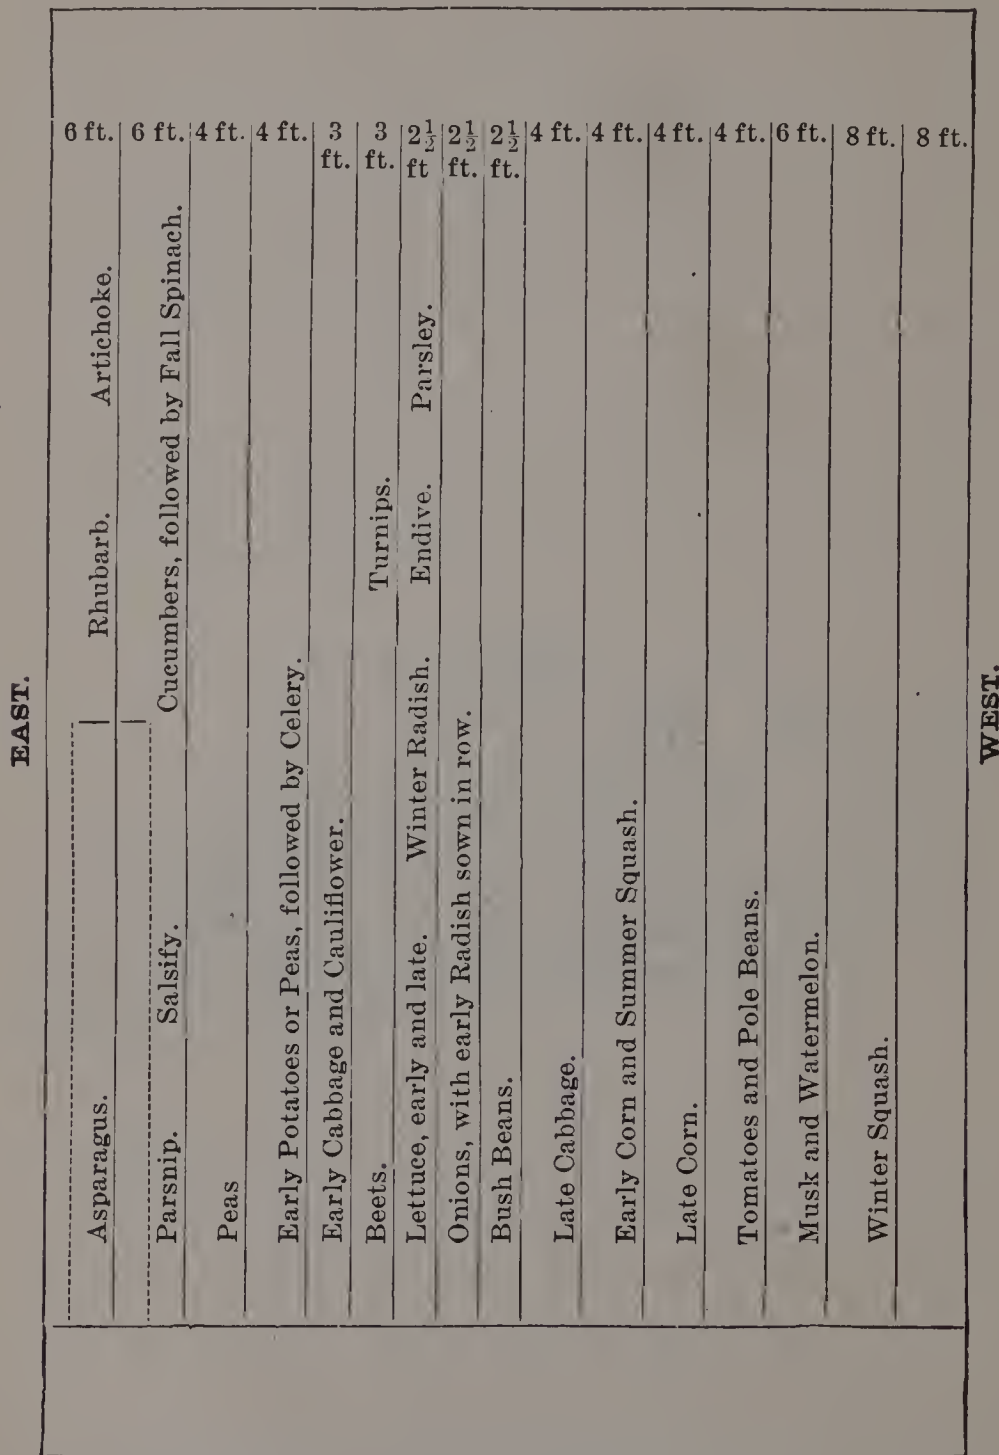 EAST.
6 ft. 6 ft. 4 ft. 4 ft. 3 ft. 3 ft. 2½ ft 2½ ft. 2½ ft. 4 ft. 4 ft. 4 ft. 4 ft. 6 ft. 8 ft. 8 ft.
Asparagus. Rhubarb. Artichoke.
Parsnip. Salsify. Cucumbers, followed by Fall Spinach.
Peas
Early Potatoes or Peas, followed by Celery.
Early Cabbage and Cauliflower.
Beets. Turnips.
Lettuce, early and late. Winter Radish. Endive. Parsley.
Onions, with early Radish sown in row.
Bush Beans.
Late Cabbage.
Early Corn and Summer Squash.
Late Corn.
Tomatoes and Pole Beans.
Musk and Watermelon.
Winter Squash.
WEST.